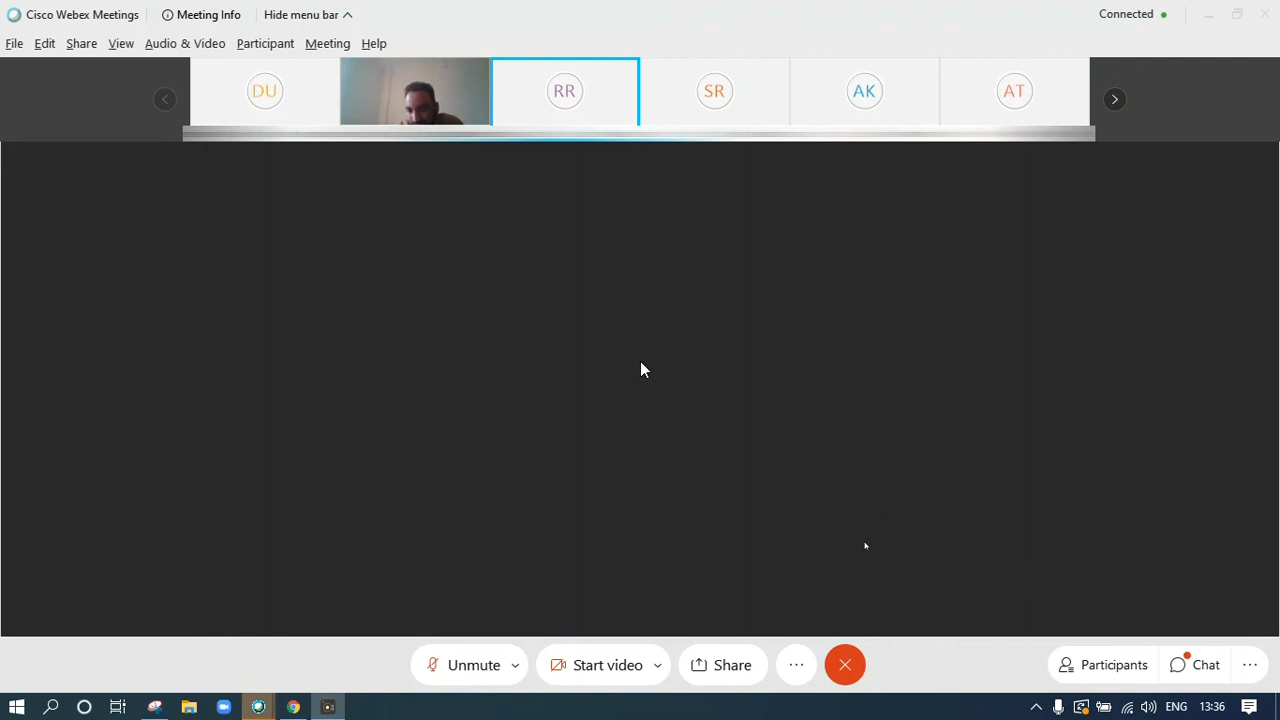 Cisco Webex Meetings Meeting Info Hide menu bar Connected
File Edit Share View Audio & Video Participant Meeting Help
DU RR SR AK AT
Unmute Start video Share Participants Chat
ENG 13:36